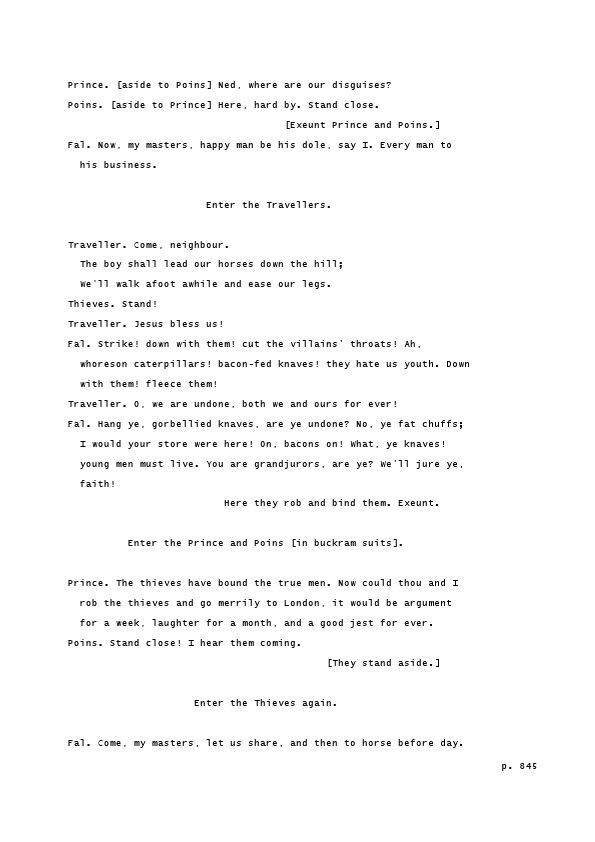 Prince. [aside to Poins] Ned, where are our disguises?
Poins. [aside to Prince] Here, hard by. Stand close.
[Exeunt Prince and Poins.]
Fal. Now, my masters, happy man be his dole, say I. Every man to
his business.
Enter the Travellers.
Traveller. Come, neighbour.
The boy shall lead our horses down the hill;
We'll walk afoot awhile and ease our legs.
Thieves. Stand!
Traveller. Jesus bless us!
Fal. Strike! down with them! cut the villains' throats! Ah,
whoreson caterpillars! bacon-fed knaves! they hate us youth. Down
with them! fleece them!
Traveller. O, we are undone, both we and ours for ever!
Fal. Hang ye, gorbellied knaves, are ye undone? No, ye fat chuffs;
I would your store were here! On, bacons on! What, ye knaves!
young men must live. You are grandjurors, are ye? We'll jure ye,
faith!
Here they rob and bind them. Exeunt.
Enter the Prince and Poins [in buckram suits].
Prince. The thieves have bound the true men. Now could thou and I
rob the thieves and go merrily to London, it would be argument
for a week, laughter for a month, and a good jest for ever.
Poins. Stand close! I hear them coming.
[They stand aside.]
Enter the Thieves again.
Fal. Come, my masters, let us share, and then to horse before day.
p. 845